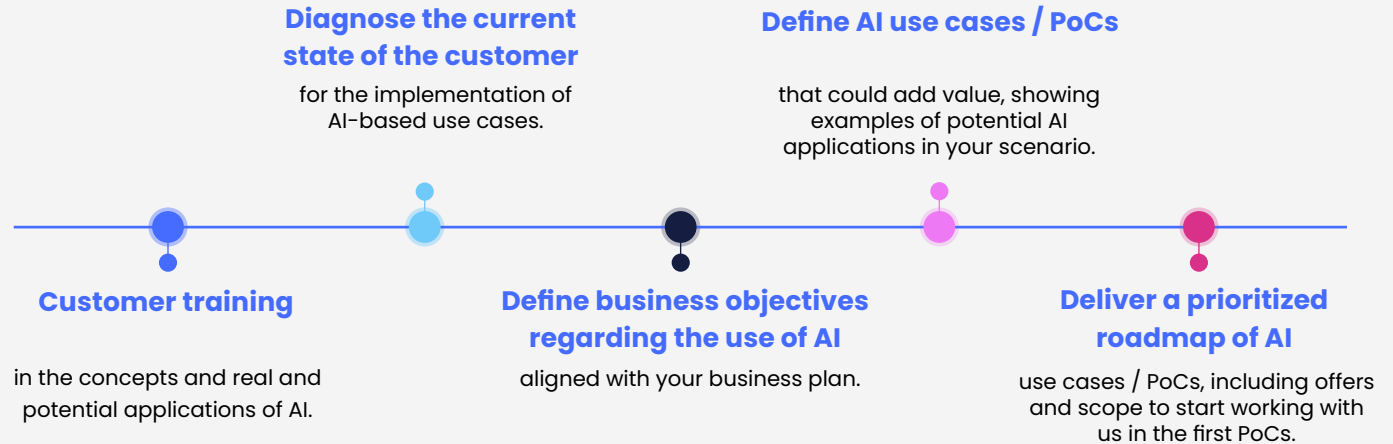 Customer training
in the concepts and real and
potential applications of AI.
Diagnose the current
state of the customer
for the implementation of
AI-based use cases.
Define business objectives
regarding the use of AI
aligned with your business plan.
Define AI use cases / PoCs
that could add value, showing
examples of potential AI
applications in your scenario.
Deliver a prioritized
roadmap of AI
use cases / PoCs, including offers
and scope to start working with
us in the first PoCs.